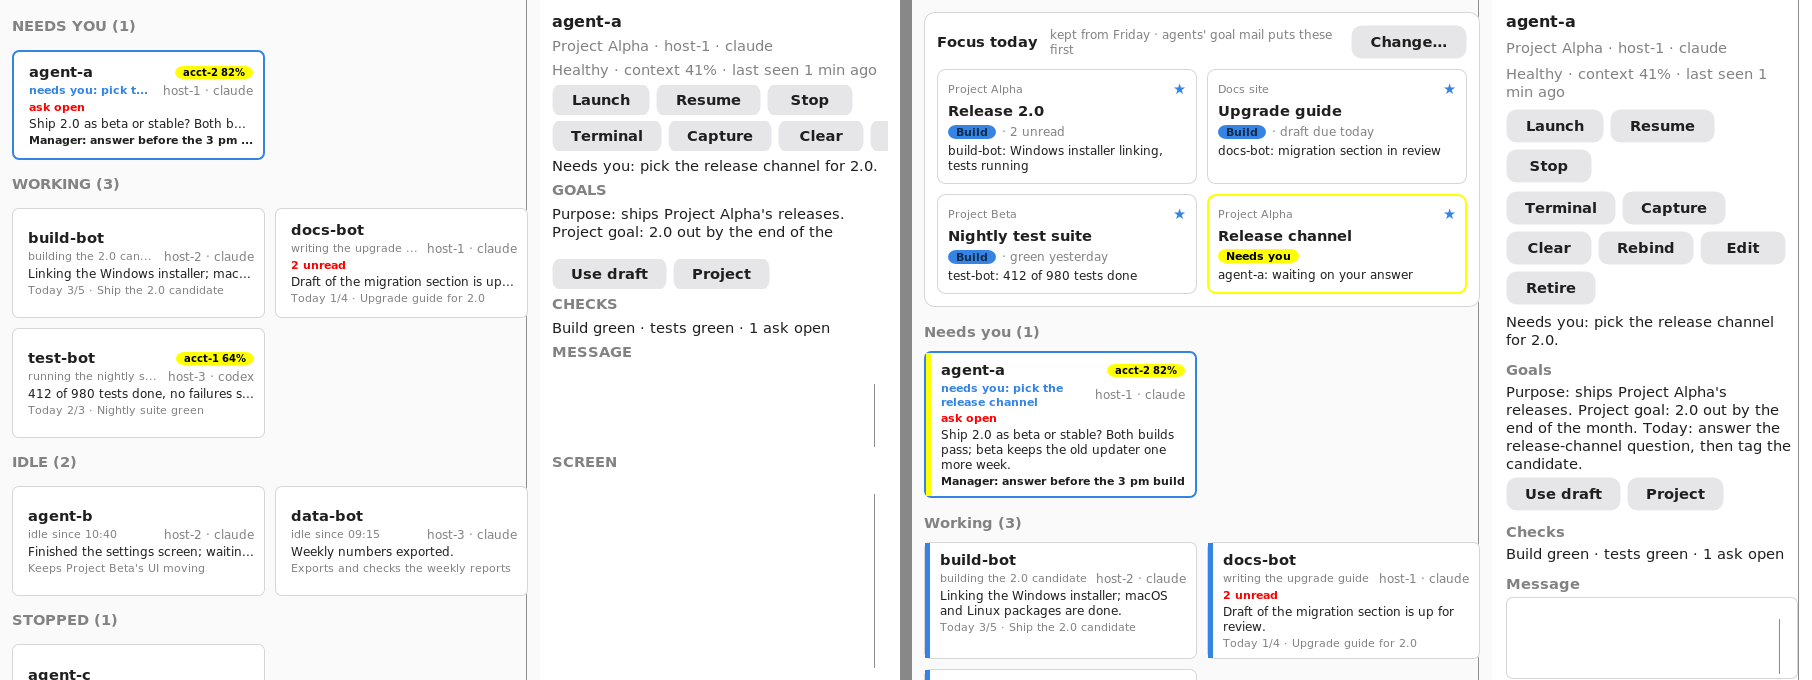 NEEDS YOU (1)
agent-a
acct-2 82%
needs you: pick t...
host-1 · claude
ask open
Ship 2.0 as beta or stable? Both b...
Manager: answer before the 3 pm ...
WORKING (3)
build-bot
building the 2.0 can...
host-2 · claude
Linking the Windows installer; mac...
Today 3/5 · Ship the 2.0 candidate
docs-bot
writing the upgrade ...
host-1 · claude
2 unread
Draft of the migration section is up...
Today 1/4 · Upgrade guide for 2.0
test-bot
acct-1 64%
running the nightly s...
host-3 · codex
412 of 980 tests done, no failures s...
Today 2/3 · Nightly suite green
IDLE (2)
agent-b
idle since 10:40
host-2 · claude
Finished the settings screen; waitin...
Keeps Project Beta's UI moving
data-bot
idle since 09:15
host-3 · claude
Weekly numbers exported.
Exports and checks the weekly reports
STOPPED (1)
agent-c
agent-a
Project Alpha · host-1 · claude
Healthy · context 41% · last seen 1 min ago
Launch
Resume
Stop
Terminal
Capture
Clear
Needs you: pick the release channel for 2.0.
GOALS
Purpose: ships Project Alpha's releases.
Project goal: 2.0 out by the end of the
Use draft
Project
CHECKS
Build green · tests green · 1 ask open
MESSAGE
SCREEN
Focus today
kept from Friday · agents' goal mail puts these
first
Change...
Project Alpha
★
Release 2.0
Build · 2 unread
build-bot: Windows installer linking,
tests running
Docs site
★
Upgrade guide
Build · draft due today
docs-bot: migration section in review
Project Beta
★
Nightly test suite
Build · green yesterday
test-bot: 412 of 980 tests done
Project Alpha
★
Release channel
Needs you
agent-a: waiting on your answer
Needs you (1)
agent-a
acct-2 82%
needs you: pick the
release channel
host-1 · claude
ask open
Ship 2.0 as beta or stable? Both builds
pass; beta keeps the old updater one
more week.
Manager: answer before the 3 pm build
Working (3)
build-bot
building the 2.0 candidate
host-2 · claude
Linking the Windows installer; macOS
and Linux packages are done.
Today 3/5 · Ship the 2.0 candidate
docs-bot
writing the upgrade guide
host-1 · claude
2 unread
Draft of the migration section is up for
review.
Today 1/4 · Upgrade guide for 2.0
agent-a
Project Alpha · host-1 · claude
Healthy · context 41% · last seen 1
min ago
Launch
Resume
Stop
Terminal
Capture
Clear
Rebind
Edit
Retire
Needs you: pick the release channel
for 2.0.
Goals
Purpose: ships Project Alpha's
releases. Project goal: 2.0 out by the
end of the month. Today: answer the
release-channel question, then tag the
candidate.
Use draft
Project
Checks
Build green · tests green · 1 ask open
Message